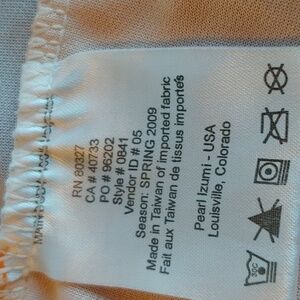 RN 80327
CA # 40733
PO # 96202
Style # 0841
Vendor ID # 05
Season: SPRING 2009
Made in Taiwan of imported fabric
Fait aux Taiwan de tissus importés
Pearl Izumi - USA
Louisville, Colorado
30C